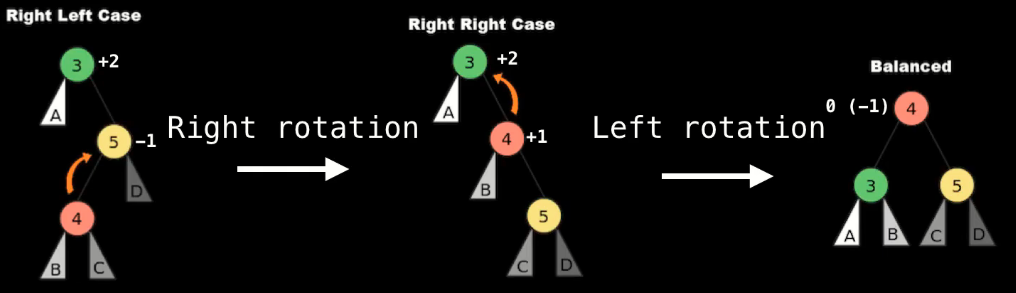 Right Left Case
3 +2
A
5 −1
D
4
B C
Right rotation
Right Right Case
3 +2
A
4 +1
B
5
C D
Left rotation
Balanced
0 (−1) 4
3 5
A B C D